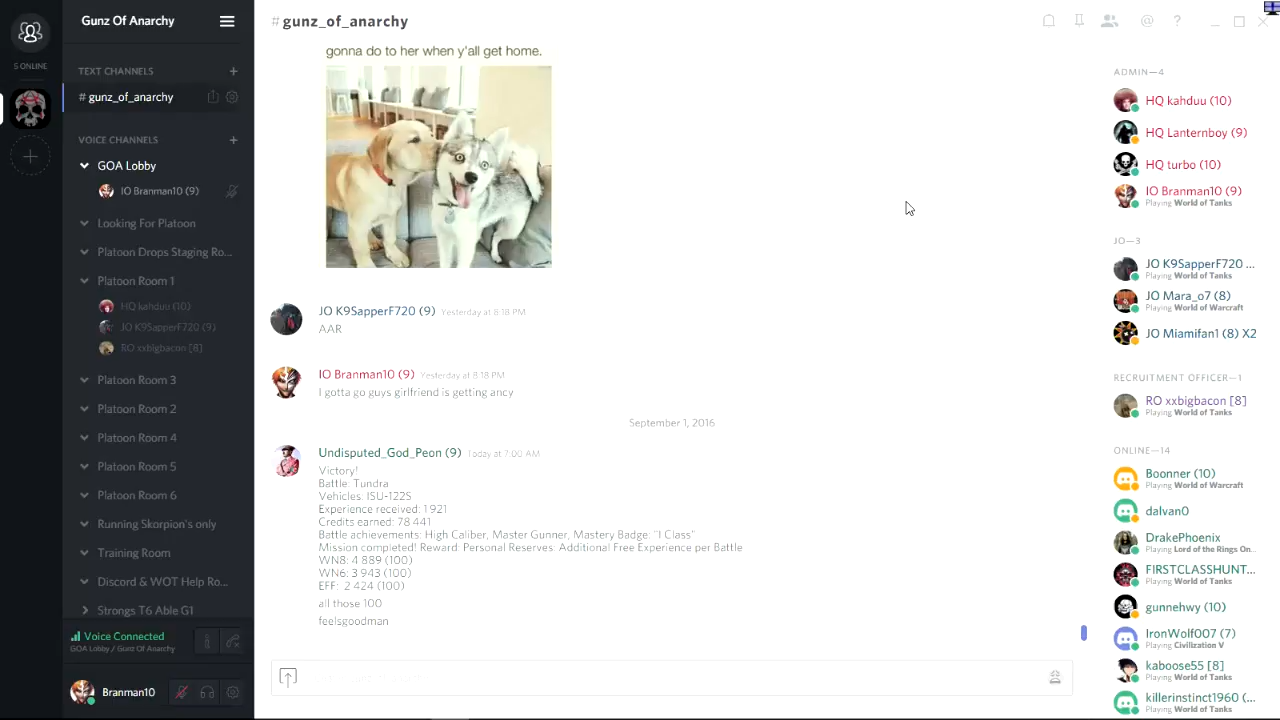 Gunz Of Anarchy
5 ONLINE
TEXT CHANNELS
# gunz_of_anarchy
VOICE CHANNELS
GOA Lobby
IO Branman10 (9)
Looking For Platoon
Platoon Drops Staging Ro...
Platoon Room 1
HQ kahduu (10)
JO K9SapperF720 (9)
RO xxbigbacon [8]
Platoon Room 3
Platoon Room 2
Platoon Room 4
Platoon Room 5
Platoon Room 6
Running Skorpion's only
Training Room
Discord & WOT Help Ro...
Strongs T6 Able G1
Voice Connected
GOA Lobby / Gunz Of Anarchy
Branman10
# gunz_of_anarchy
gonna do to her when y'all get home.
JO K9SapperF720 (9) Yesterday at 8:18 PM
AAR
IO Branman10 (9) Yesterday at 8:18 PM
I gotta go guys girlfriend is getting ancy
September 1, 2016
Undisputed_God_Peon (9) Today at 7:00 AM
Victory!
Battle: Tundra
Vehicles: ISU-122S
Experience received: 1 921
Credits earned: 78 441
Battle achievements: High Caliber, Master Gunner, Mastery Badge: "I Class"
Mission completed! Reward: Personal Reserves: Additional Free Experience per Battle
WN8: 4 889 (100)
WN6: 3 943 (100)
EFF: 2 424 (100)
all those 100
feelsgoodman
ADMIN—4
HQ kahduu (10)
HQ Lanternboy (9)
HQ turbo (10)
IO Branman10 (9)
Playing World of Tanks
JO—3
JO K9SapperF720 ...
Playing World of Tanks
JO Mara_o7 (8)
Playing World of Warcraft
JO Miamifan1 (8) X2
RECRUITMENT OFFICER—1
RO xxbigbacon [8]
Playing World of Tanks
ONLINE—14
Boonner (10)
Playing World of Warcraft
dalvan0
DrakePhoenix
Playing Lord of the Rings On...
FIRSTCLASSHUNT...
Playing World of Tanks
gunnehwy (10)
IronWolf007 (7)
Playing Civilization V
kaboose55 [8]
Playing World of Tanks
killerinstinct1960 (...
Playing World of Tanks